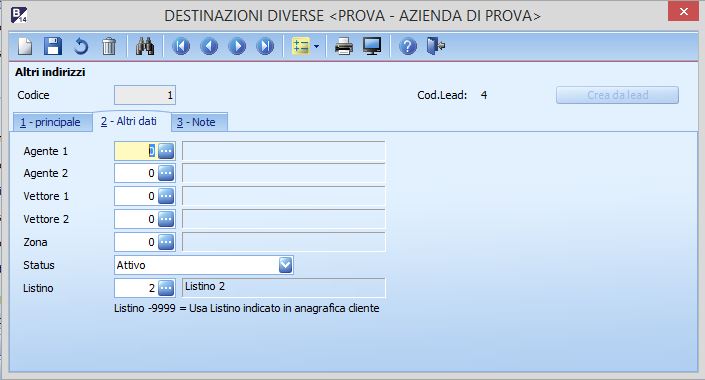 B 14
DESTINAZIONI DIVERSE <PROVA - AZIENDA DI PROVA>
Altri indirizzi
Codice 1 Cod.Lead: 4 Crea da lead
1 - principale 2 - Altri dati 3 - Note
Agente 1 0
Agente 2 0
Vettore 1 0
Vettore 2 0
Zona 0
Status Attivo
Listino 2 Listino 2
Listino -9999 = Usa Listino indicato in anagrafica cliente